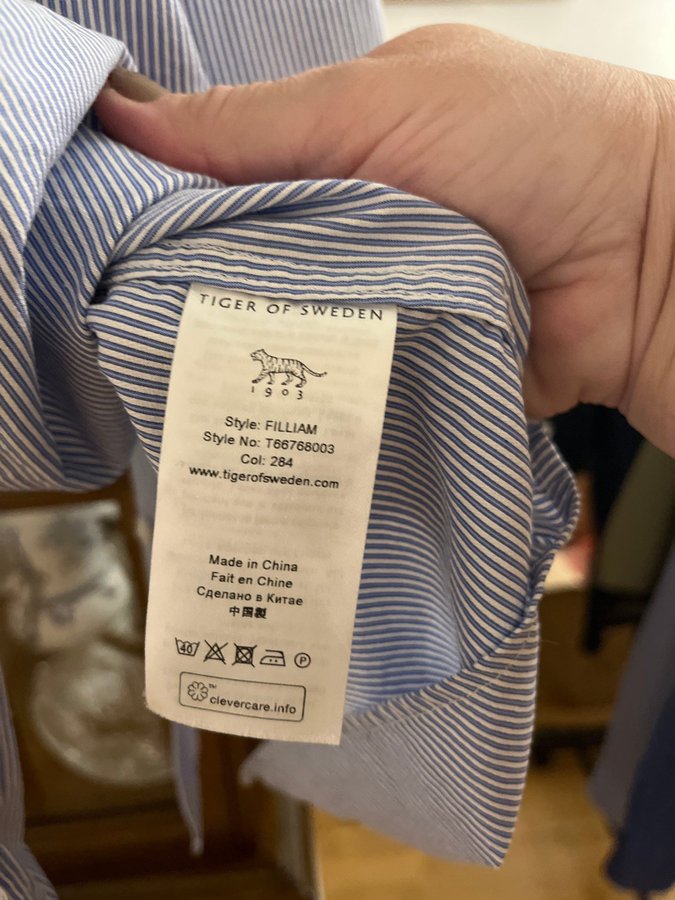 TIGER OF SWEDEN
1903
Style: FILLIAM
Style No: T66768003
Col: 284
www.tigerofsweden.com
Made in China
Fait en Chine
Сделано в Китае
中国製
40 P
™
clevercare.info